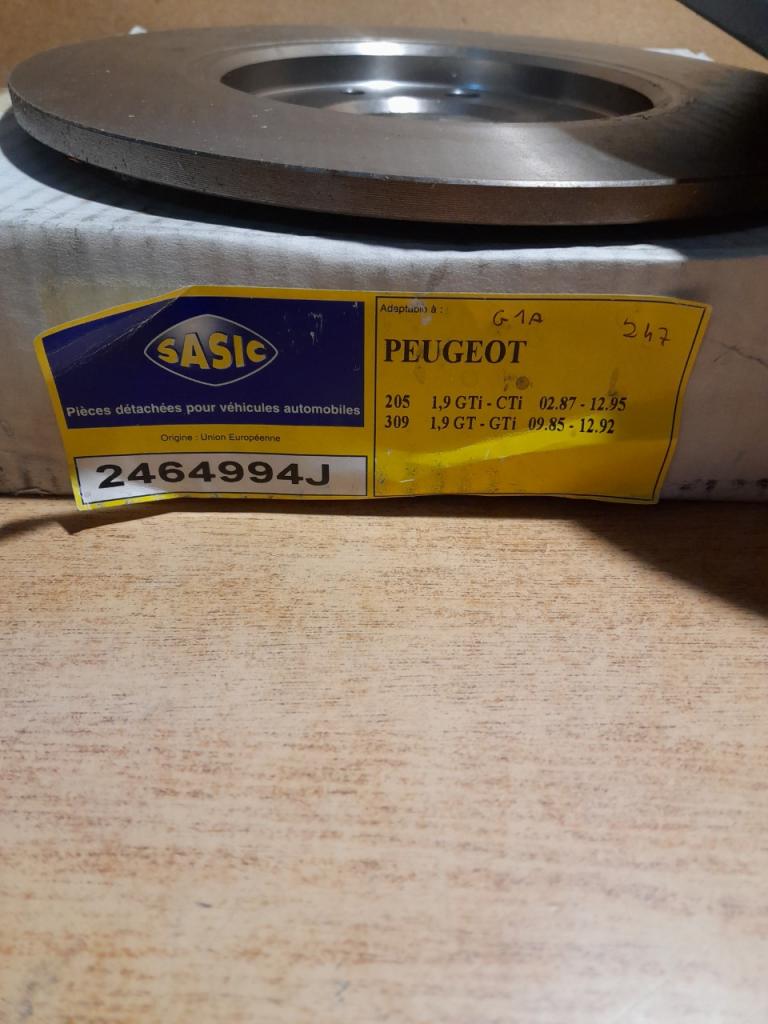 SASIC
Pièces détachées pour véhicules automobiles
Origine : Union Européenne
2464994J
Adaptable à :
G1A
247
PEUGEOT
205 1,9 GTi - CTi 02.87 - 12.95
309 1,9 GT - GTi 09.85 - 12.92